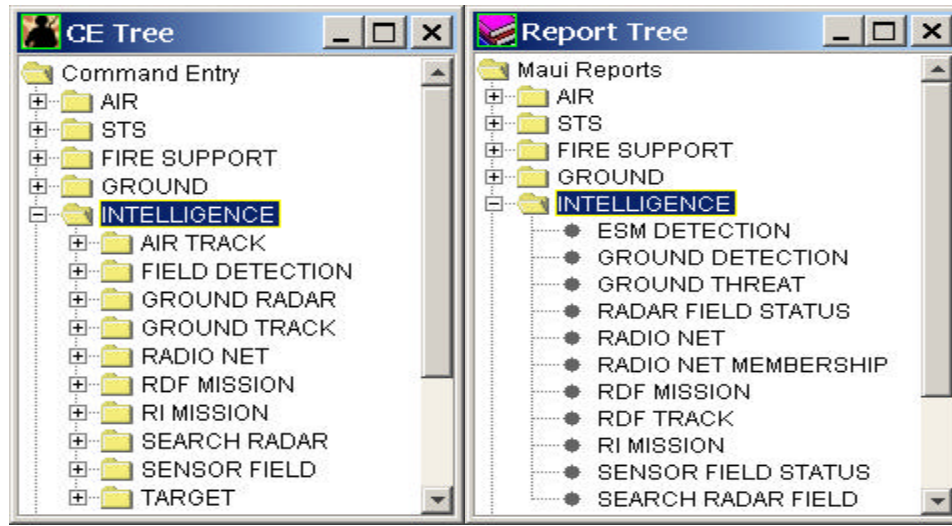 CE Tree
Command Entry
AIR
STS
FIRE SUPPORT
GROUND
INTELLIGENCE
AIR TRACK
FIELD DETECTION
GROUND RADAR
GROUND TRACK
RADIO NET
RDF MISSION
RI MISSION
SEARCH RADAR
SENSOR FIELD
TARGET
Report Tree
Maui Reports
AIR
STS
FIRE SUPPORT
GROUND
INTELLIGENCE
ESM DETECTION
GROUND DETECTION
GROUND THREAT
RADAR FIELD STATUS
RADIO NET
RADIO NET MEMBERSHIP
RDF MISSION
RDF TRACK
RI MISSION
SENSOR FIELD STATUS
SEARCH RADAR FIELD